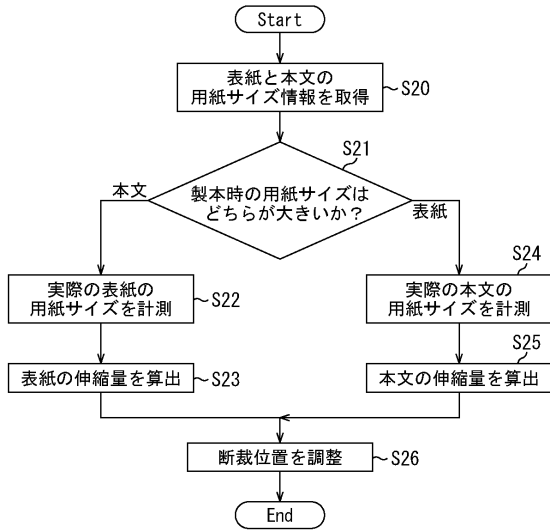 Start
表紙と本文の
用紙サイズ情報を取得
S20
S21
製本時の用紙サイズは
どちらが大きいか？
本文
表紙
実際の表紙の
用紙サイズを計測
S22
S24
実際の本文の
用紙サイズを計測
表紙の伸縮量を算出
S23
S25
本文の伸縮量を算出
断裁位置を調整
S26
End